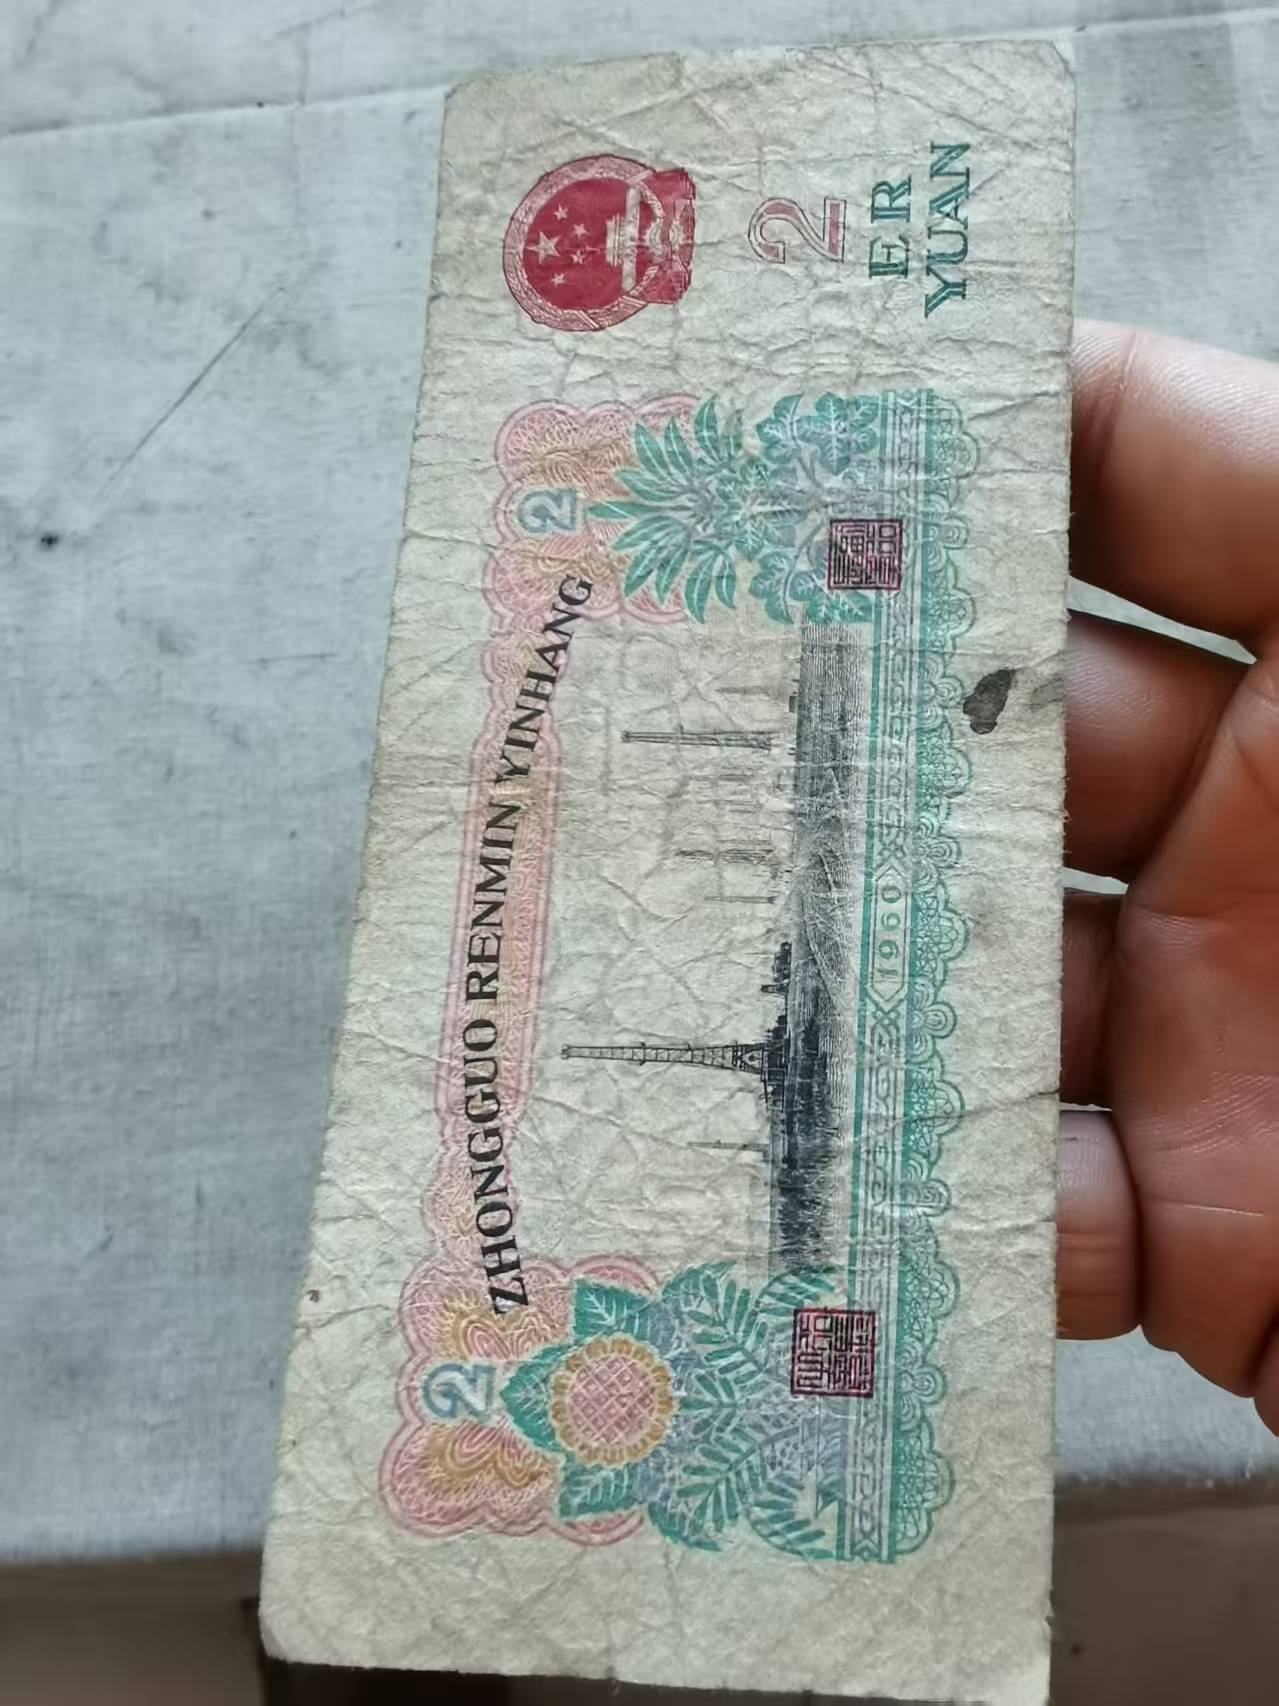 ZHONGGUO RENMIN YINHANG
2
2
2
ER
YUAN
1960